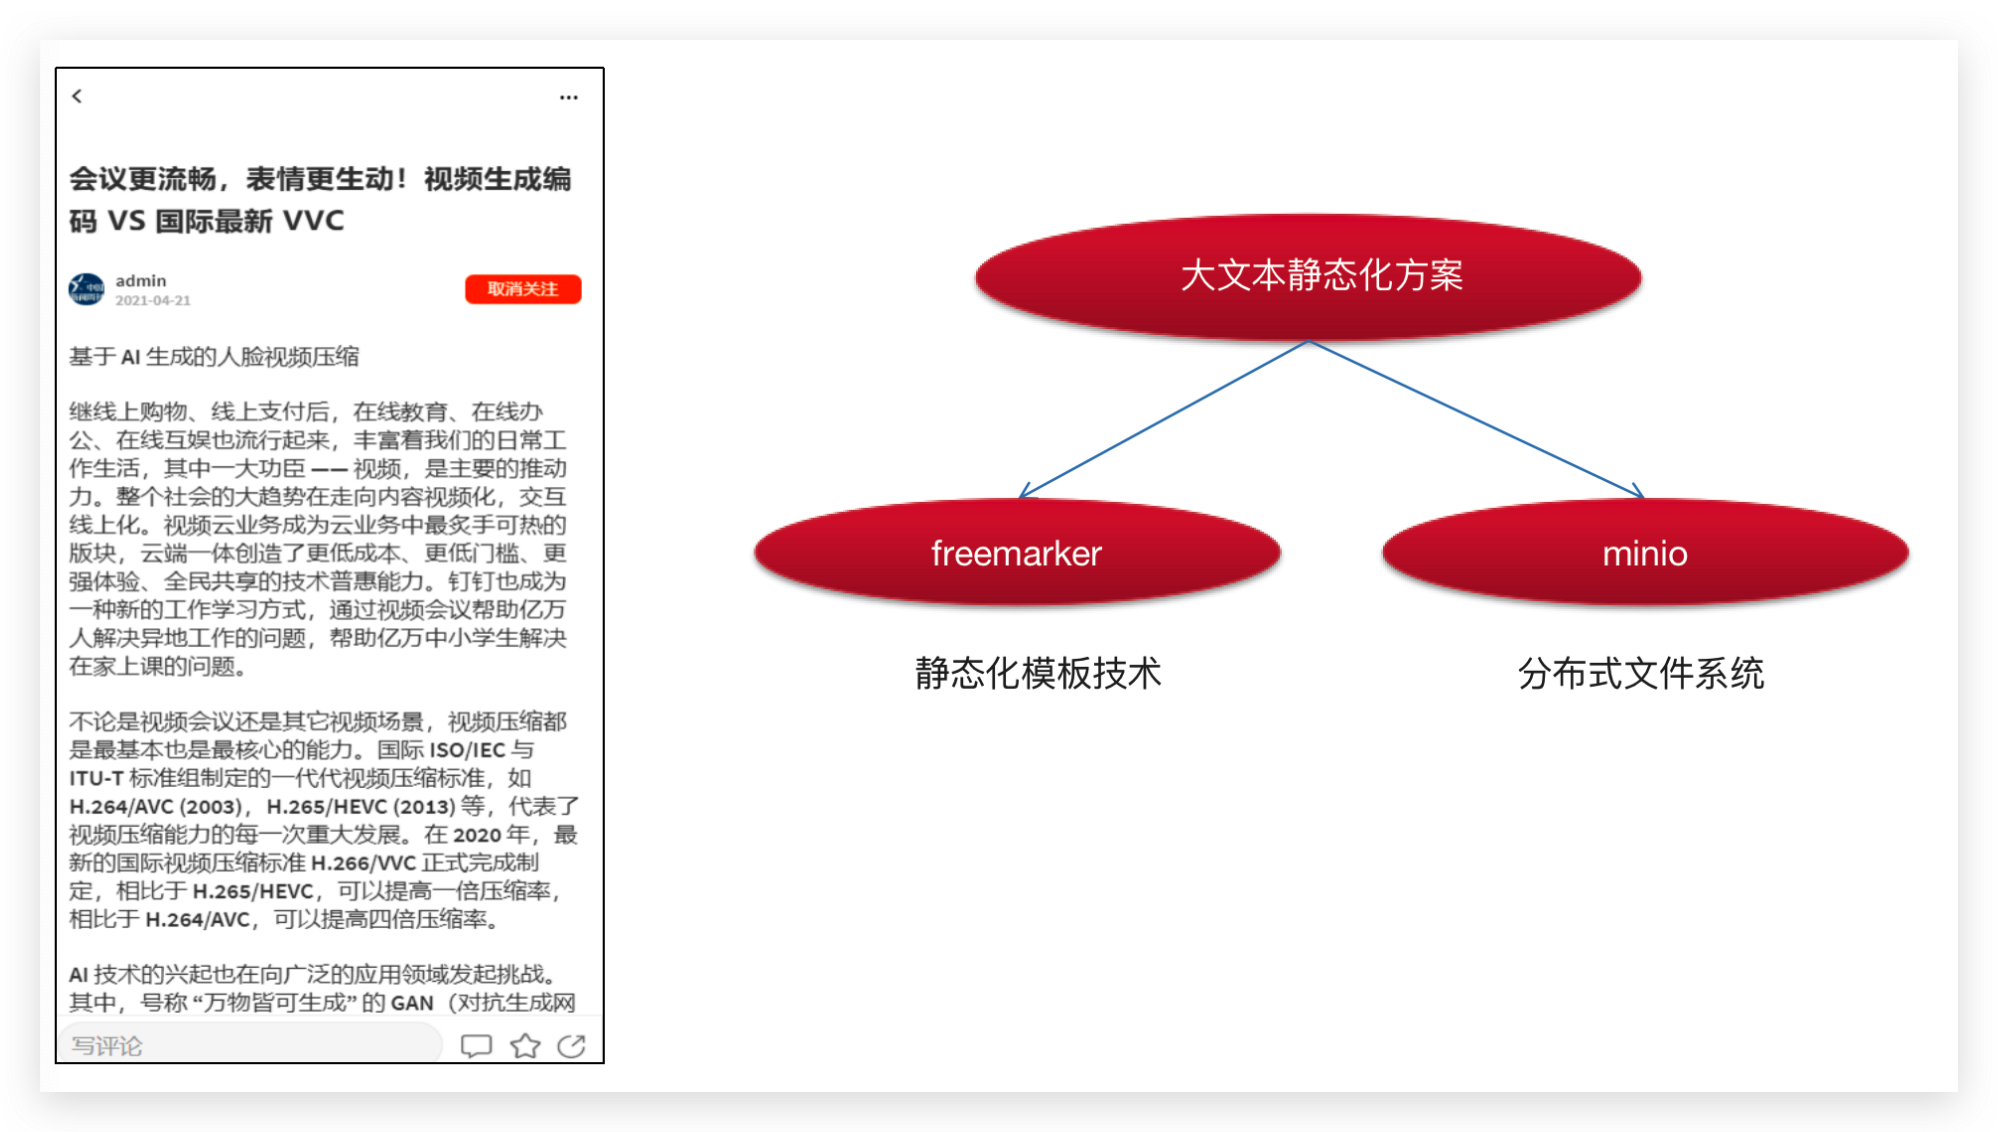 会议更流畅，表情更生动！视频生成编
码 VS 国际最新 VVC
admin
2021-04-21
取消关注
基于 AI 生成的人脸视频压缩
继线上购物、线上支付后，在线教育、在线办
公、在线互娱也流行起来，丰富着我们的日常工
作生活，其中一大功臣 —— 视频，是主要的推动
力。整个社会的大趋势在走向内容视频化，交互
线上化。视频云业务成为云业务中最炙手可热的
版块，云端一体创造了更低成本、更低门槛、更
强体验、全民共享的技术普惠能力。钉钉也成为
一种新的工作学习方式，通过视频会议帮助亿万
人解决异地工作的问题，帮助亿万中小学生解决
在家上课的问题。
不论是视频会议还是其它视频场景，视频压缩都
是最基本也是最核心的能力。国际 ISO/IEC 与
ITU-T 标准组制定的一代代视频压缩标准，如
H.264/AVC (2003)，H.265/HEVC (2013) 等，代表了
视频压缩能力的每一次重大发展。在 2020 年，最
新的国际视频压缩标准 H.266/VVC 正式完成制
定，相比于 H.265/HEVC，可以提高一倍压缩率，
相比于 H.264/AVC，可以提高四倍压缩率。
AI 技术的兴起也在向广泛的应用领域发起挑战。
其中，号称 “万物皆可生成” 的 GAN（对抗生成网
写评论
大文本静态化方案
freemarker
minio
静态化模板技术
分布式文件系统